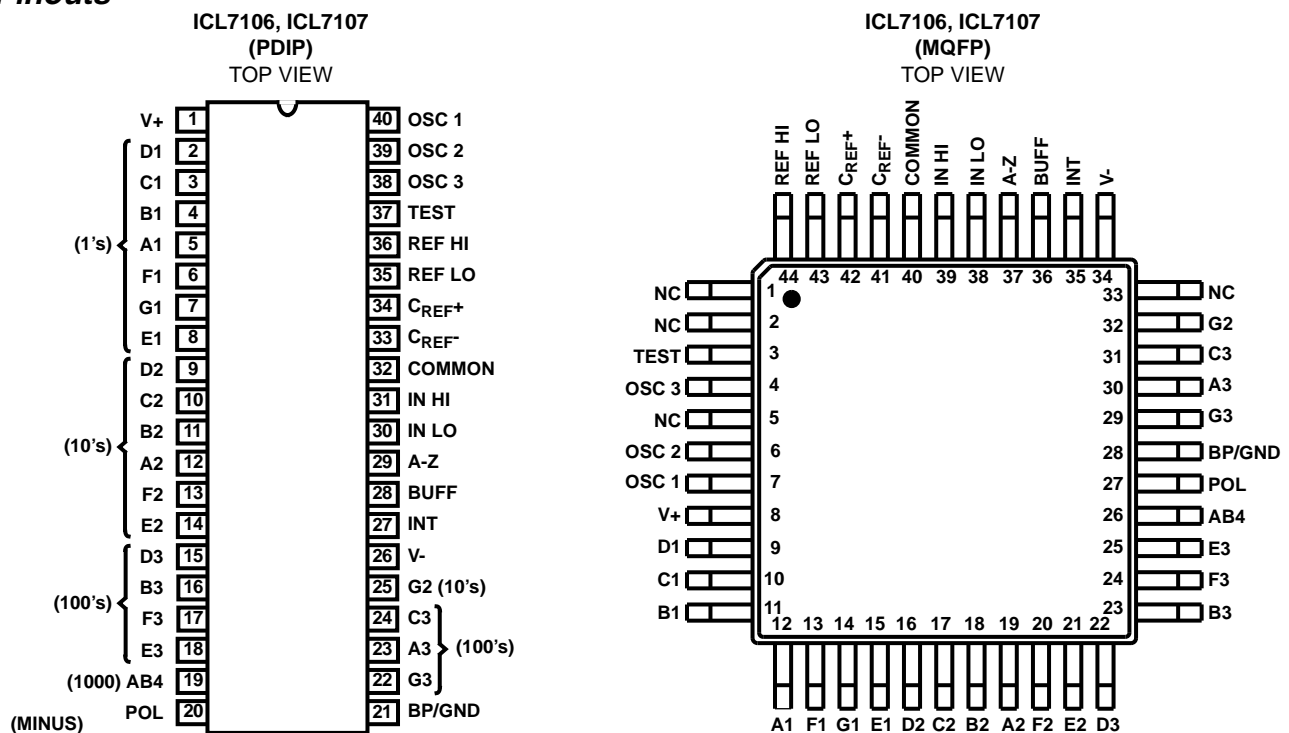 ICL7106, ICL7107
(PDIP)
TOP VIEW
V+ 1 40 OSC 1
D1 2 39 OSC 2
C1 3 38 OSC 3
B1 4 37 TEST
(1's) A1 5 36 REF HI
F1 6 35 REF LO
G1 7 34 CREF+
E1 8 33 CREF-
D2 9 32 COMMON
C2 10 31 IN HI
B2 11 30 IN LO
(10's)
A2 12 29 A-Z
F2 13 28 BUFF
E2 14 27 INT
D3 15 26 V-
B3 16 25 G2 (10's)
(100's)
F3 17 24 C3
E3 18 23 A3 (100's)
(1000) AB4 19 22 G3
POL 20 21 BP/GND
(MINUS)
ICL7106, ICL7107
(MQFP)
TOP VIEW
REF HI
REF LO
CREF+
CREF-
COMMON
IN HI
IN LO
A-Z
BUFF
INT
V-
44 43 42 41 40 39 38 37 36 35 34
NC 1 33 NC
NC 2 32 G2
TEST 3 31 C3
OSC 3 4 30 A3
NC 5 29 G3
OSC 2 6 28 BP/GND
OSC 1 7 27 POL
V+ 8 26 AB4
D1 9 25 E3
C1 10 24 F3
B1 11 23 B3
12 13 14 15 16 17 18 19 20 21 22
A1 F1 G1 E1 D2 C2 B2 A2 F2 E2 D3